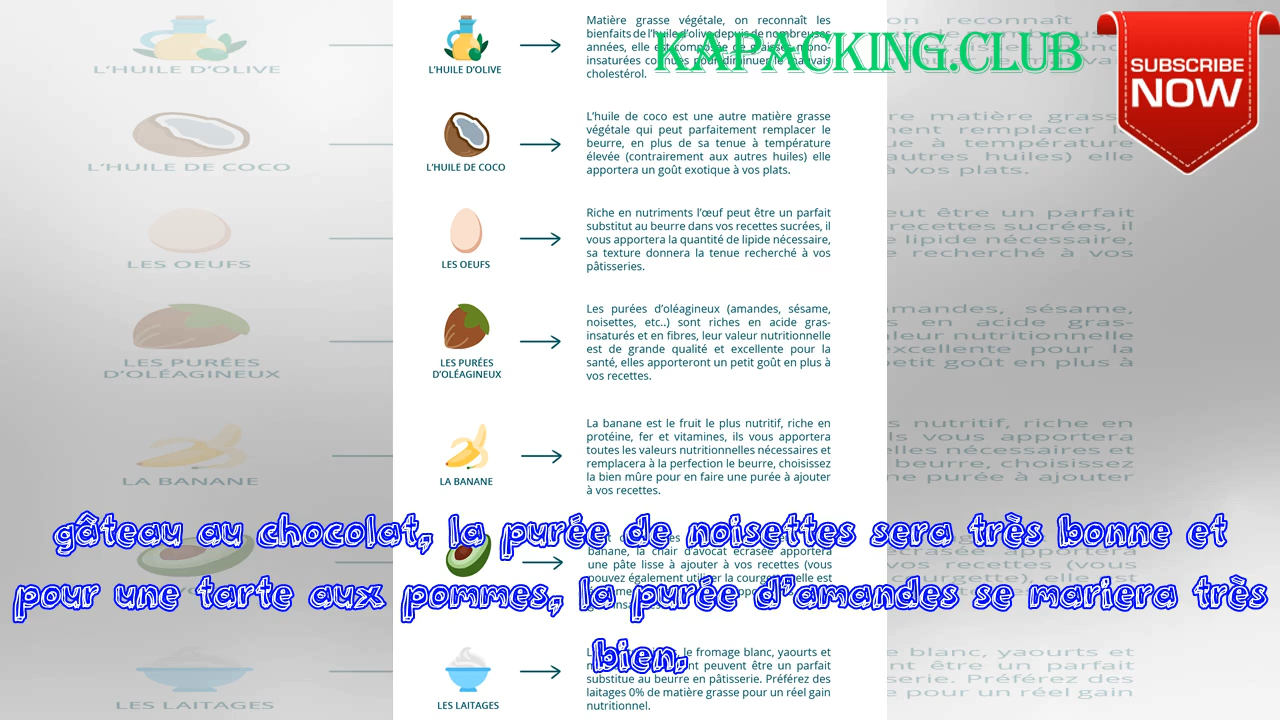 Matière grasse végétale, on reconnaît les
bienfaits de l'huile d'olive depuis de nombreuses
années, elle est composée de graisses mono-
insaturées connues pour diminuer le mauvais
cholestérol.
L'HUILE D'OLIVE
KAPACKING.CLUB
SUBSCRIBE
NOW
L'huile de coco est une autre matière grasse
végétale qui peut parfaitement remplacer le
beurre, en plus de sa tenue à température
élevée (contrairement aux autres huiles) elle
apportera un goût exotique à vos plats.
L'HUILE DE COCO
Riche en nutriments l'œuf peut être un parfait
substitut au beurre dans vos recettes sucrées, il
vous apportera la quantité de lipide nécessaire,
sa texture donnera la tenue recherché à vos
pâtisseries.
LES OEUFS
Les purées d'oléagineux (amandes, sésame,
noisettes, etc..) sont riches en acide gras-
insaturés et en fibres, leur valeur nutritionnelle
est de grande qualité et excellente pour la
santé, elles apporteront un petit goût en plus à
vos recettes.
LES PURÉES
D'OLÉAGINEUX
La banane est le fruit le plus nutritif, riche en
protéine, fer et vitamines, ils vous apportera
toutes les valeurs nutritionnelles nécessaires et
remplacera à la perfection le beurre, choisissez
la bien mûre pour en faire une purée à ajouter
à vos recettes.
LA BANANE
gâteau au chocolat, la purée de noisettes sera très bonne et
pour une tarte aux pommes, la purée d'amandes se mariera très
bien.
banane, la chair d'avocat écrasée apportera
une pâte lisse à ajouter à vos recettes (vous
pouvez également utiliser la courgette), elle est
le fromage blanc, yaourts et
peuvent être un parfait
substitue au beurre en pâtisserie. Préférez des
laitages 0% de matière grasse pour un réel gain
nutritionnel.
LES LAITAGES